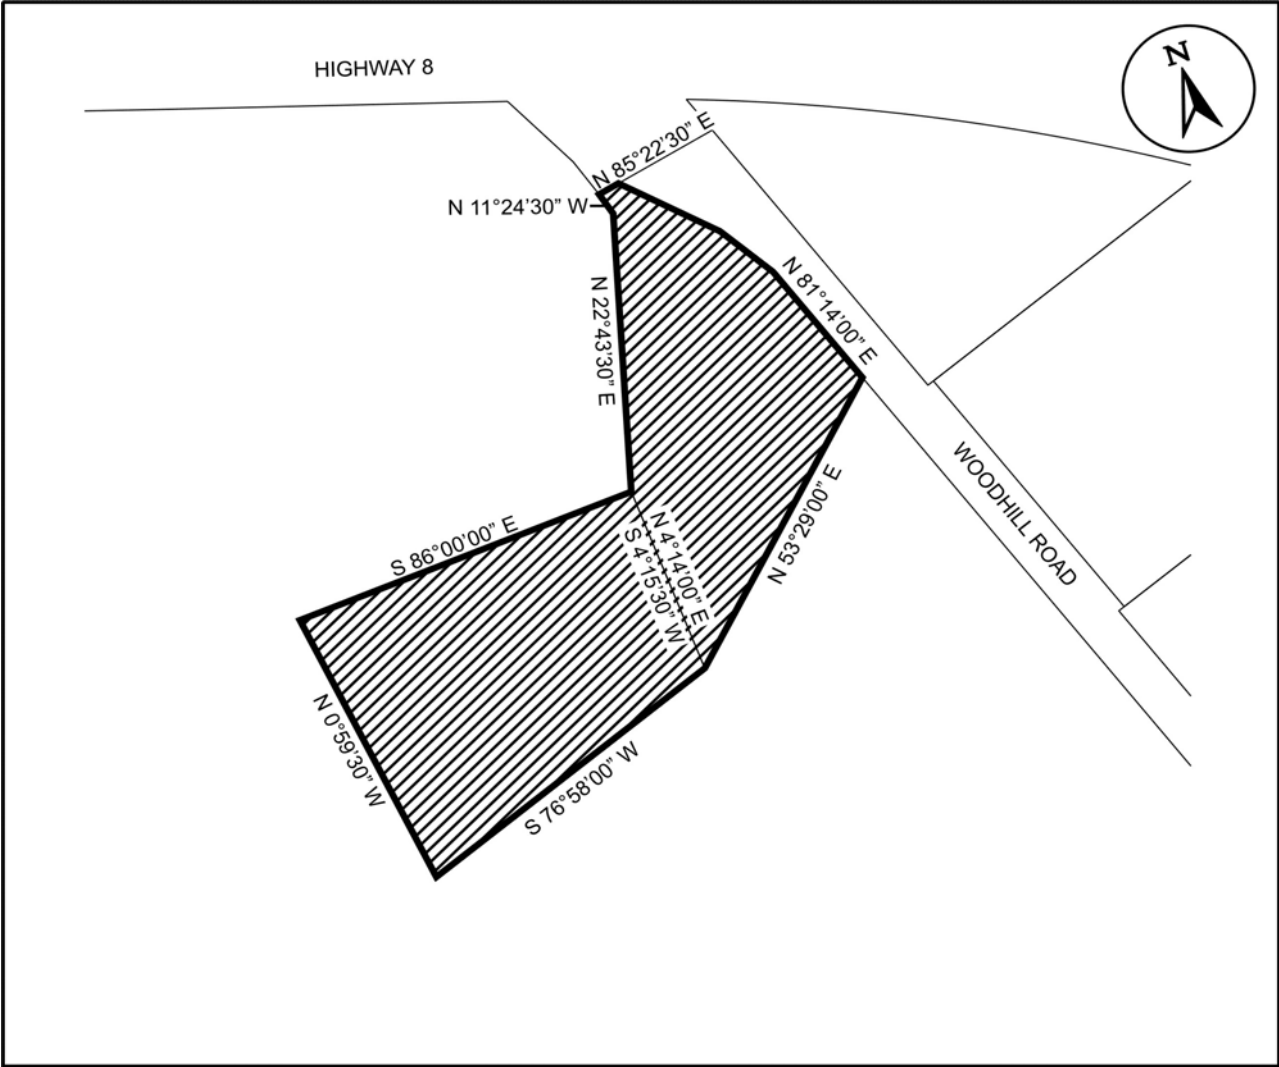 HIGHWAY 8
N
N 85°22’30” E
N 11°24’30” W
N 22°43’30” E
N 81°14’00” E
WOODHILL ROAD
N 53°29’00” E
S 86°00’00” E
N 4°14’00” E
S 4°15’30” W
N 0°59’30” W
S 76°58’00” W